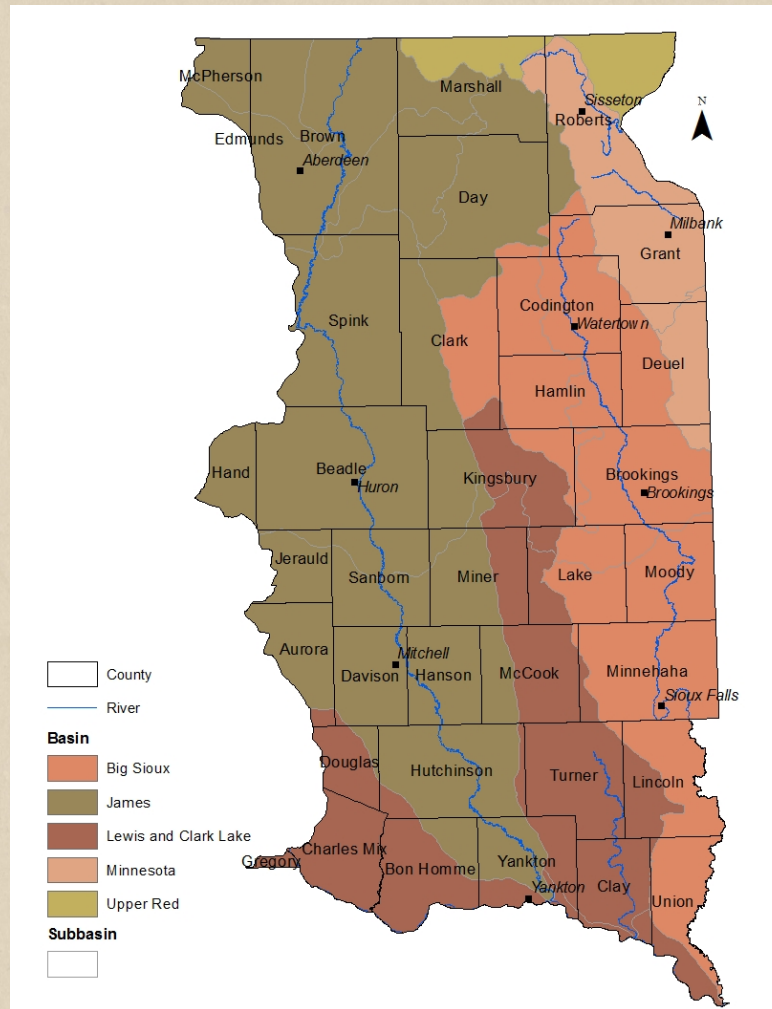 McPherson
Marshall
N
Sisseton
Roberts
Edmunds
Brown
Aberdeen
Day
Milbank
Grant
Codington
Spink
Watertown
Clark
Deuel
Hamlin
Hand
Beadle
Huron
Kingsbury
Brookings
Brookings
Jerauld
Sanborn
Miner
Lake
Moody
Aurora
Mitchell
Davison
Hanson
McCook
Minnehaha
Sioux Falls
Douglas
Hutchinson
Turner
Lincoln
Gregory
Charles Mix
Bon Homme
Yankton
Yankton
Clay
Union
County
River
Basin
Big Sioux
James
Lewis and Clark Lake
Minnesota
Upper Red
Subbasin